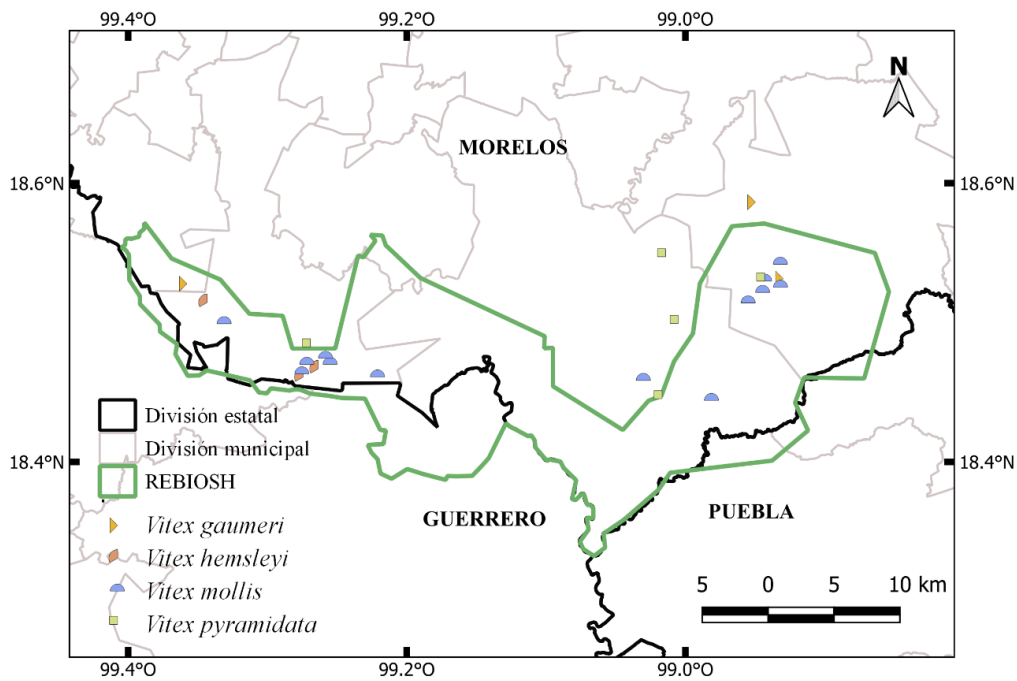 99.4°O 99.2°O 99.0°O
N
MORELOS
18.6°N 18.6°N
División estatal
División municipal
REBIOSH
18.4°N 18.4°N
GUERRERO
PUEBLA
Vitex gaumeri
Vitex hemsleyi
Vitex mollis
Vitex pyramidata
5 0 5 10 km
99.4°O 99.2°O 99.0°O